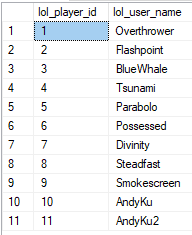 lol_player_id lol_user_name
1 1 Overthrower
2 2 Flashpoint
3 3 BlueWhale
4 4 Tsunami
5 5 Parabolo
6 6 Possessed
7 7 Divinity
8 8 Steadfast
9 9 Smokescreen
10 10 AndyKu
11 11 AndyKu2